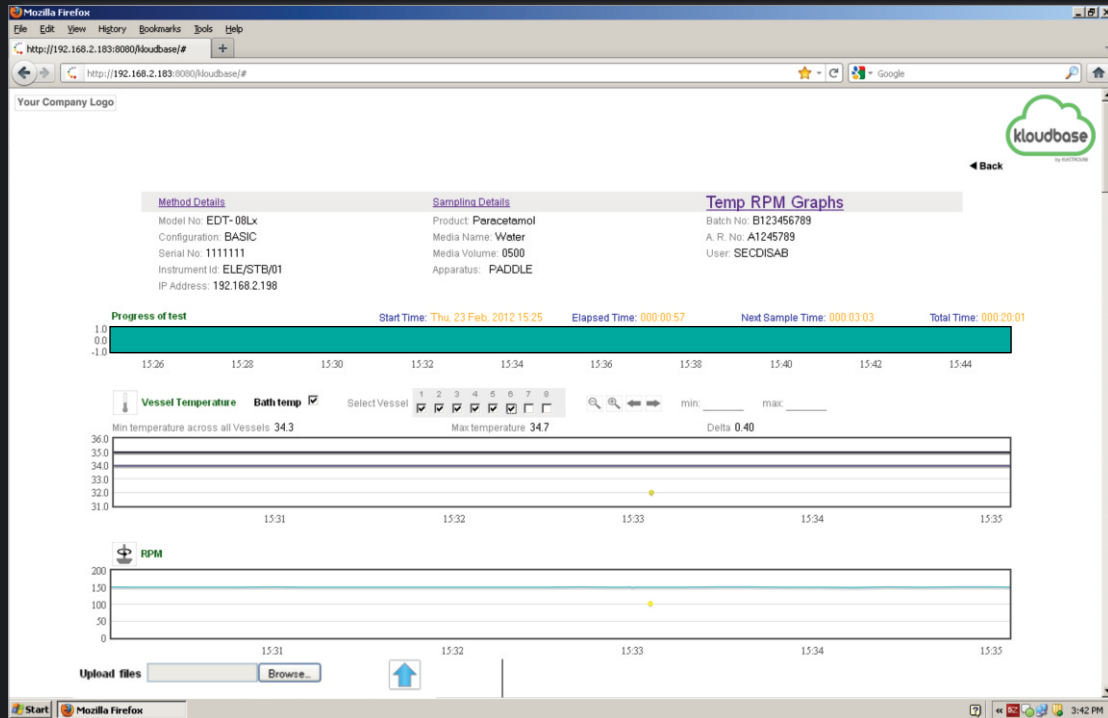 Mozilla Firefox
File Edit View History Bookmarks Tools Help
http://192.168.2.183:8080/kloudbase/#
http://192.168.2.183:8080/kloudbase/# Google
Your Company Logo
kloudbase
by ELECTROLAB
Back
Method Details Sampling Details Temp RPM Graphs
Model No: EDT-08Lx Product: Paracetamol Batch No: B123456789
Configuration: BASIC Media Name: Water A. R. No: A1245789
Serial No: 1111111 Media Volume: 0500 User: SECDISAB
Instrument Id: ELE/STB/01 Apparatus: PADDLE
IP Address: 192.168.2.198
Progress of test Start Time: Thu, 23 Feb, 2012 15:25 Elapsed Time: 000:00:57 Next Sample Time: 000:03:03 Total Time: 000:20:01
1.0
0.0
-1.0
15:26 15:28 15:30 15:32 15:34 15:36 15:38 15:40 15:42 15:44
1 2 3 4 5 6 7 8
Vessel Temperature Bath temp Select Vessel min: max:
Min temperature across all Vessels 34.3 Max temperature 34.7 Delta 0.40
36.0
35.0
34.0
33.0
32.0
31.0
15:31 15:32 15:33 15:34 15:35
RPM
200
150
100
50
0
15:31 15:32 15:33 15:34 15:35
Upload files Browse...
Start Mozilla Firefox 3:42 PM